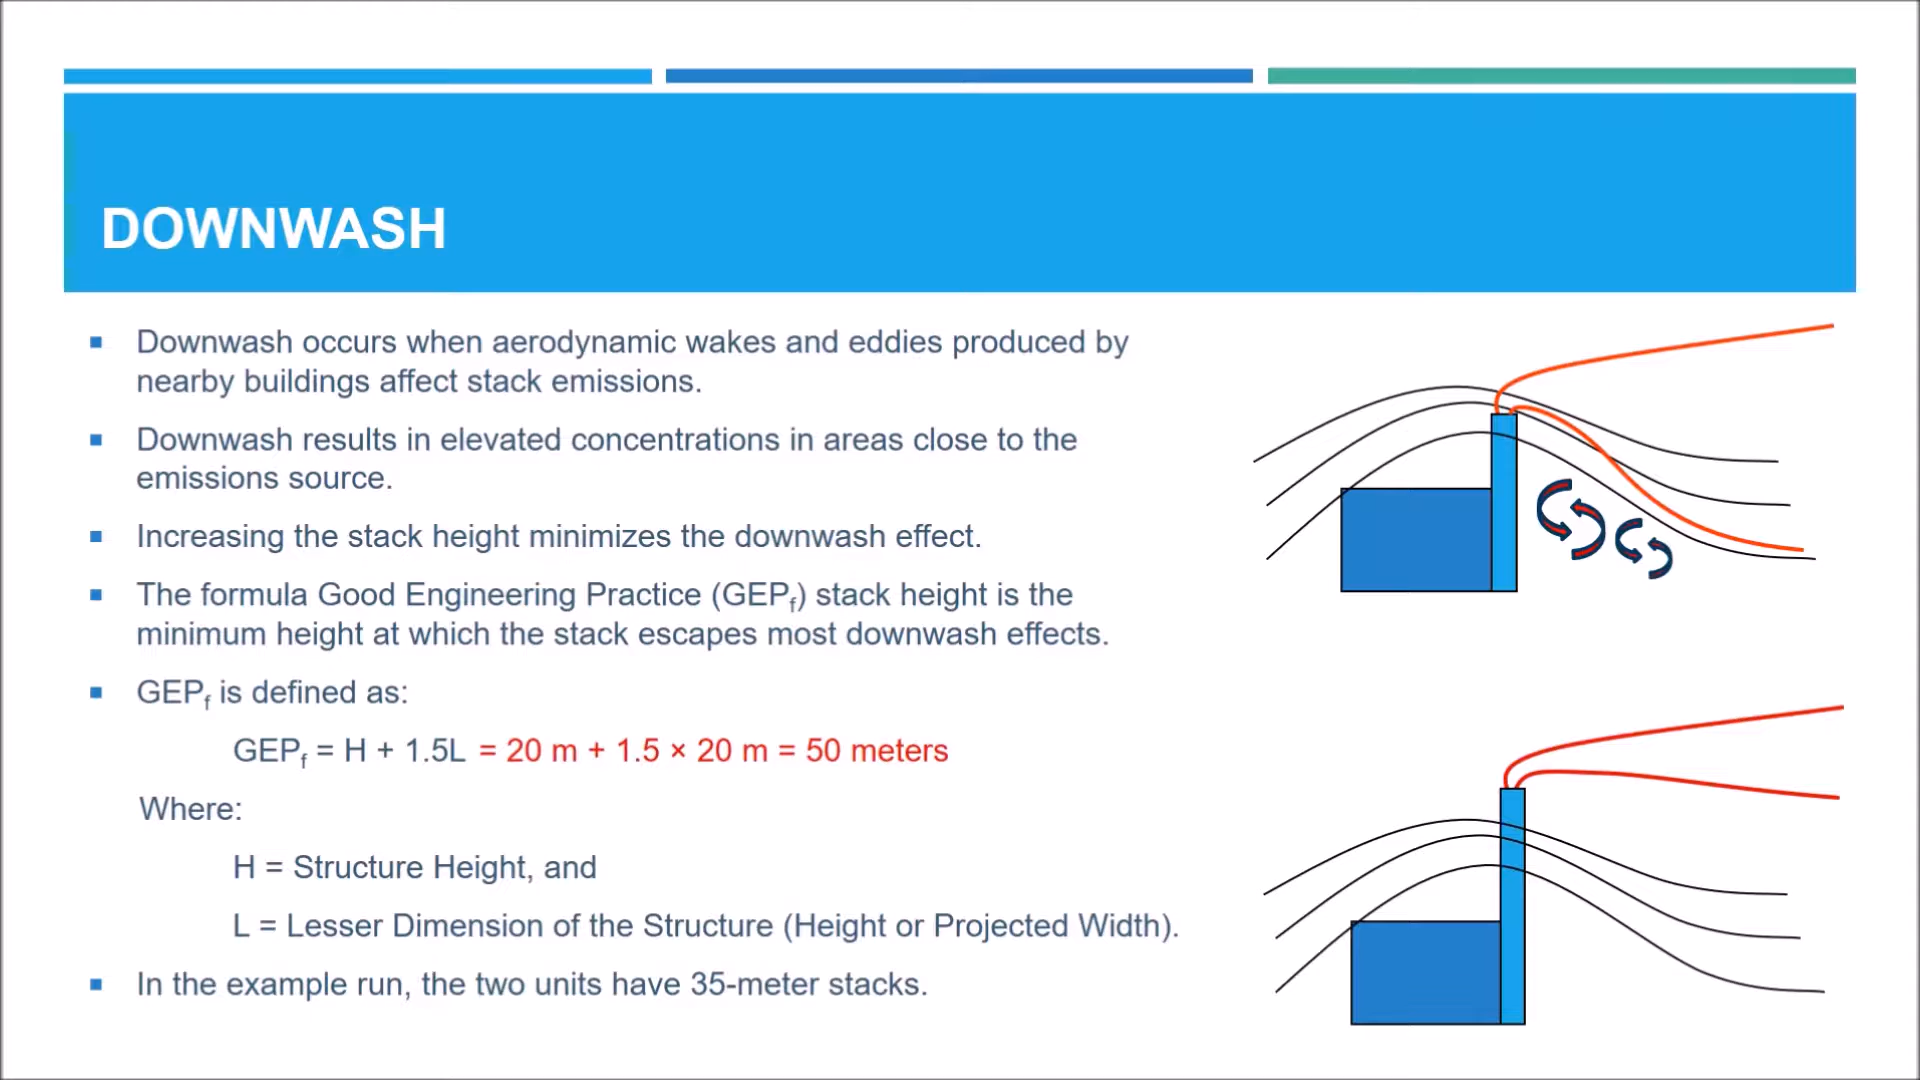 DOWNWASH
Downwash occurs when aerodynamic wakes and eddies produced by
nearby buildings affect stack emissions.
Downwash results in elevated concentrations in areas close to the
emissions source.
Increasing the stack height minimizes the downwash effect.
The formula Good Engineering Practice (GEPf) stack height is the
minimum height at which the stack escapes most downwash effects.
GEPf is defined as:
GEPf = H + 1.5L = 20 m + 1.5 × 20 m = 50 meters
Where:
H = Structure Height, and
L = Lesser Dimension of the Structure (Height or Projected Width).
In the example run, the two units have 35-meter stacks.